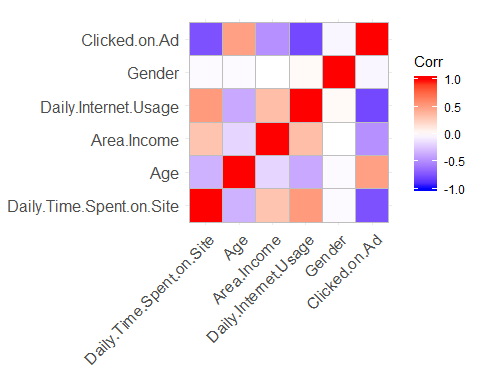 Clicked.on.Ad
Gender
Daily.Internet.Usage
Area.Income
Age
Daily.Time.Spent.on.Site
Daily.Time.Spent.on.Site
Age
Area.Income
Daily.Internet.Usage
Gender
Clicked.on.Ad
Corr
1.0
0.5
0.0
-0.5
-1.0